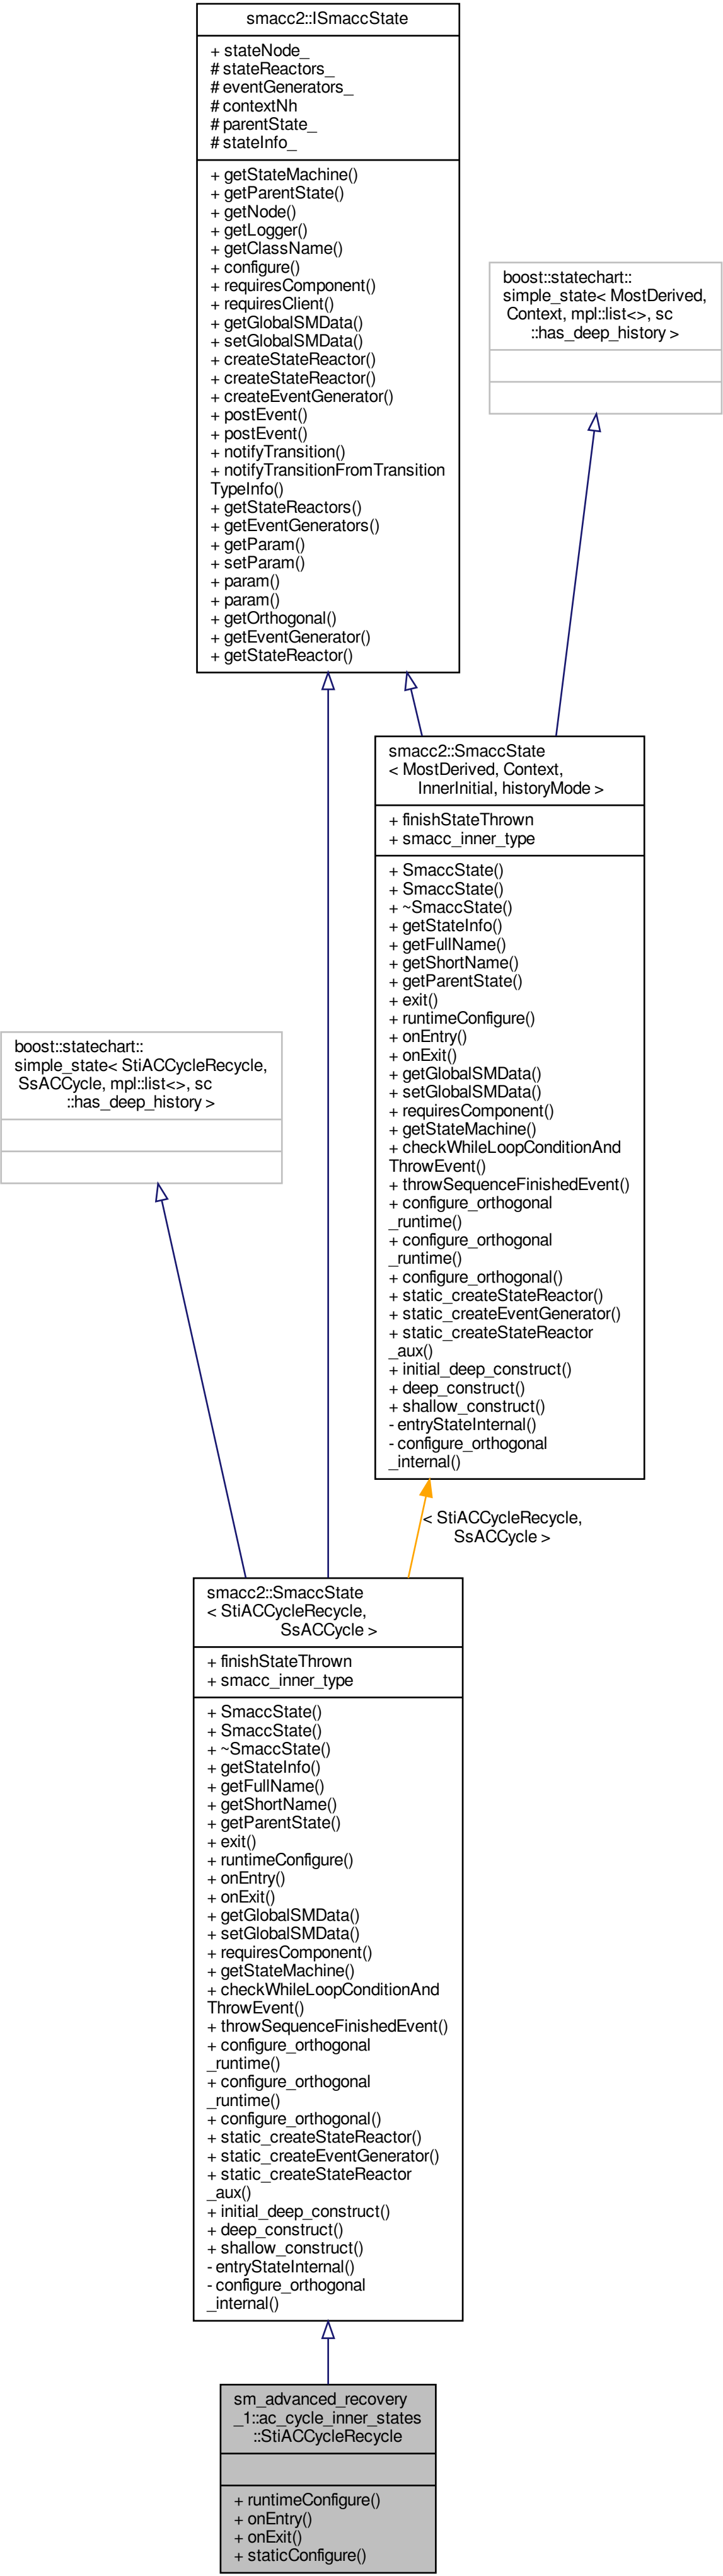 smacc2::ISmaccState
+ stateNode_
# stateReactors_
# eventGenerators_
# contextNh
# parentState_
# stateInfo_
+ getStateMachine()
+ getParentState()
+ getNode()
+ getLogger()
+ getClassName()
+ configure()
+ requiresComponent()
+ requiresClient()
+ getGlobalSMData()
+ setGlobalSMData()
+ createStateReactor()
+ createStateReactor()
+ createEventGenerator()
+ postEvent()
+ postEvent()
+ notifyTransition()
+ notifyTransitionFromTransition
TypeInfo()
+ getStateReactors()
+ getEventGenerators()
+ getParam()
+ setParam()
+ param()
+ param()
+ getOrthogonal()
+ getEventGenerator()
+ getStateReactor()
boost::statechart::
simple_state< MostDerived,
Context, mpl::list<>, sc
::has_deep_history >
smacc2::SmaccState
< MostDerived, Context,
InnerInitial, historyMode >
+ finishStateThrown
+ smacc_inner_type
+ SmaccState()
+ SmaccState()
+ ~SmaccState()
+ getStateInfo()
+ getFullName()
+ getShortName()
+ getParentState()
+ exit()
+ runtimeConfigure()
+ onEntry()
+ onExit()
+ getGlobalSMData()
+ setGlobalSMData()
+ requiresComponent()
+ getStateMachine()
+ checkWhileLoopConditionAnd
ThrowEvent()
+ throwSequenceFinishedEvent()
+ configure_orthogonal
_runtime()
+ configure_orthogonal
_runtime()
+ configure_orthogonal()
+ static_createStateReactor()
+ static_createEventGenerator()
+ static_createStateReactor
_aux()
+ initial_deep_construct()
+ deep_construct()
+ shallow_construct()
- entryStateInternal()
- configure_orthogonal
_internal()
boost::statechart::
simple_state< StiACCycleRecycle,
SsACCycle, mpl::list<>, sc
::has_deep_history >
< StiACCycleRecycle,
SsACCycle >
smacc2::SmaccState
< StiACCycleRecycle,
SsACCycle >
+ finishStateThrown
+ smacc_inner_type
+ SmaccState()
+ SmaccState()
+ ~SmaccState()
+ getStateInfo()
+ getFullName()
+ getShortName()
+ getParentState()
+ exit()
+ runtimeConfigure()
+ onEntry()
+ onExit()
+ getGlobalSMData()
+ setGlobalSMData()
+ requiresComponent()
+ getStateMachine()
+ checkWhileLoopConditionAnd
ThrowEvent()
+ throwSequenceFinishedEvent()
+ configure_orthogonal
_runtime()
+ configure_orthogonal
_runtime()
+ configure_orthogonal()
+ static_createStateReactor()
+ static_createEventGenerator()
+ static_createStateReactor
_aux()
+ initial_deep_construct()
+ deep_construct()
+ shallow_construct()
- entryStateInternal()
- configure_orthogonal
_internal()
sm_advanced_recovery
_1::ac_cycle_inner_states
::StiACCycleRecycle
+ runtimeConfigure()
+ onEntry()
+ onExit()
+ staticConfigure()